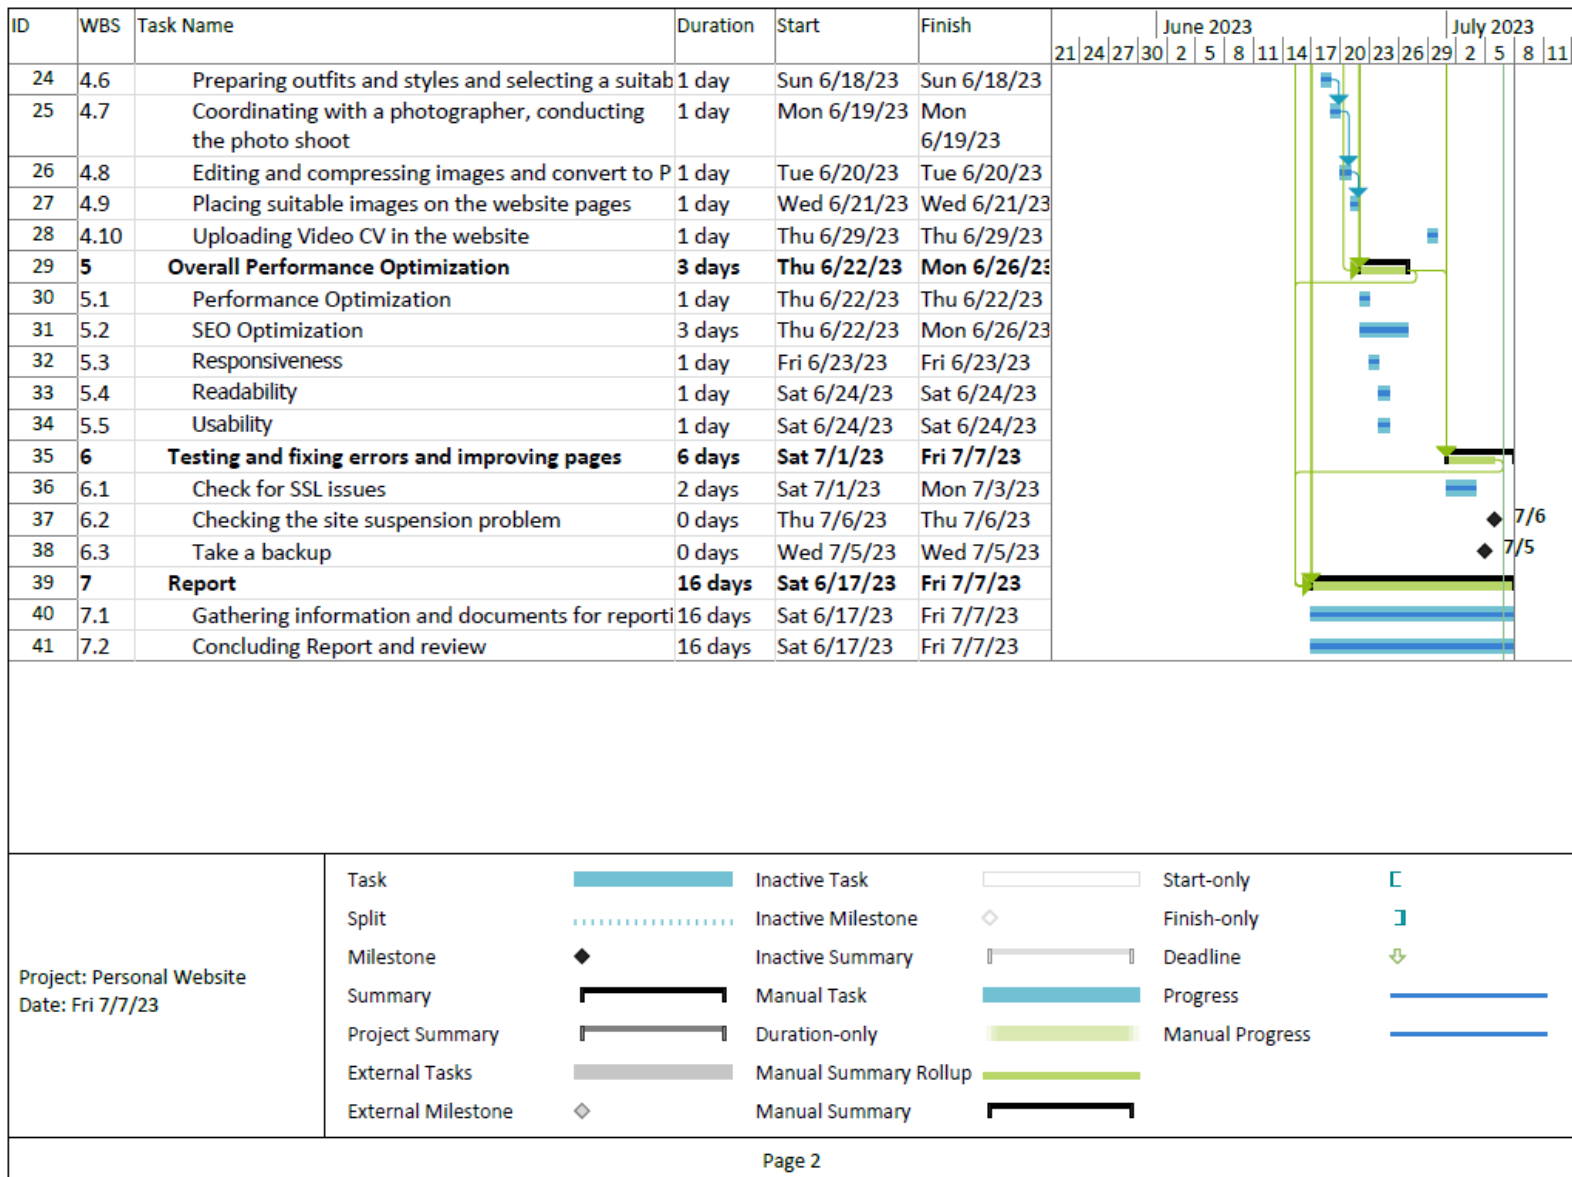 ID WBS Task Name Duration Start Finish June 2023 July 2023
21 24 27 30 2 5 8 11 14 17 20 23 26 29 2 5 8 11
24 4.6 Preparing outfits and styles and selecting a suitab 1 day Sun 6/18/23 Sun 6/18/23
25 4.7 Coordinating with a photographer, conducting 1 day Mon 6/19/23 Mon
the photo shoot 6/19/23
26 4.8 Editing and compressing images and convert to P 1 day Tue 6/20/23 Tue 6/20/23
27 4.9 Placing suitable images on the website pages 1 day Wed 6/21/23 Wed 6/21/23
28 4.10 Uploading Video CV in the website 1 day Thu 6/29/23 Thu 6/29/23
29 5 Overall Performance Optimization 3 days Thu 6/22/23 Mon 6/26/23
30 5.1 Performance Optimization 1 day Thu 6/22/23 Thu 6/22/23
31 5.2 SEO Optimization 3 days Thu 6/22/23 Mon 6/26/23
32 5.3 Responsiveness 1 day Fri 6/23/23 Fri 6/23/23
33 5.4 Readability 1 day Sat 6/24/23 Sat 6/24/23
34 5.5 Usability 1 day Sat 6/24/23 Sat 6/24/23
35 6 Testing and fixing errors and improving pages 6 days Sat 7/1/23 Fri 7/7/23
36 6.1 Check for SSL issues 2 days Sat 7/1/23 Mon 7/3/23
37 6.2 Checking the site suspension problem 0 days Thu 7/6/23 Thu 7/6/23 7/6
38 6.3 Take a backup 0 days Wed 7/5/23 Wed 7/5/23 7/5
39 7 Report 16 days Sat 6/17/23 Fri 7/7/23
40 7.1 Gathering information and documents for reporti 16 days Sat 6/17/23 Fri 7/7/23
41 7.2 Concluding Report and review 16 days Sat 6/17/23 Fri 7/7/23
Project: Personal Website
Date: Fri 7/7/23
Task Inactive Task Start-only
Split Inactive Milestone Finish-only
Milestone Inactive Summary Deadline
Summary Manual Task Progress
Project Summary Duration-only Manual Progress
External Tasks Manual Summary Rollup
External Milestone Manual Summary
Page 2